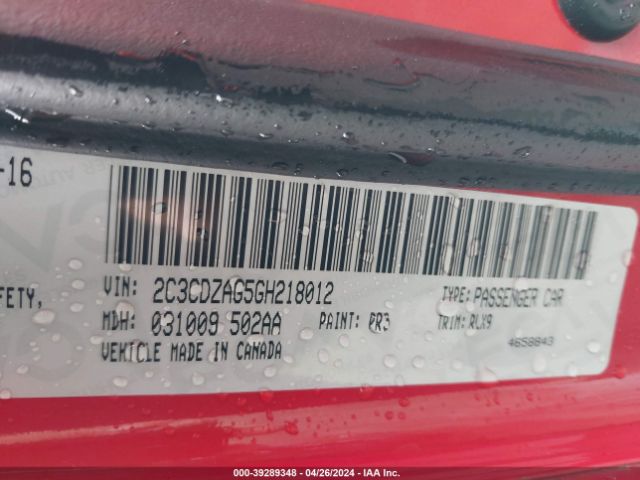 -16
FETY,
VIN: 2C3CDZAG5GH218012
TYPE: PASSENGER CAR
MDH: 031009 502AA
PAINT: PR3
TRIM: RLX9
VEHICLE MADE IN CANADA
4658843
000-39289348 - 04/26/2024 - IAA Inc.